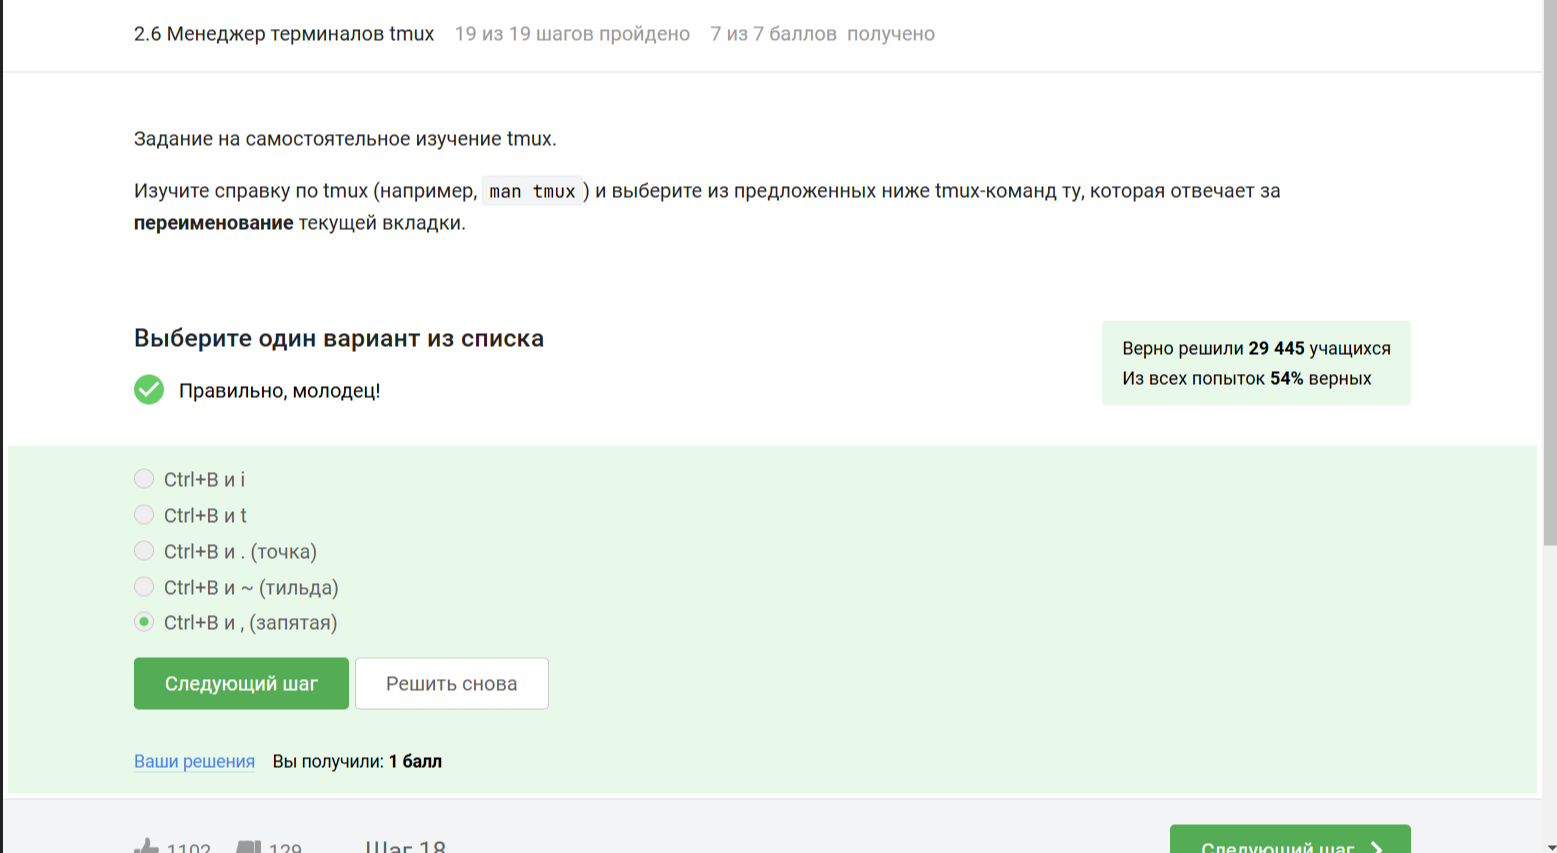 2.6 Менеджер терминалов tmux 19 из 19 шагов пройдено 7 из 7 баллов получено
Задание на самостоятельное изучение tmux.
Изучите справку по tmux (например, man tmux ) и выберите из предложенных ниже tmux-команд ту, которая отвечает за
переименование текущей вкладки.
Выберите один вариант из списка
Верно решили 29 445 учащихся
Из всех попыток 54% верных
Правильно, молодец!
Ctrl+B и i
Ctrl+B и t
Ctrl+B и . (точка)
Ctrl+B и ~ (тильда)
Ctrl+B и , (запятая)
Следующий шаг Решить снова
Ваши решения Вы получили: 1 балл
1102 129 Шаг 18 Следующий шаг